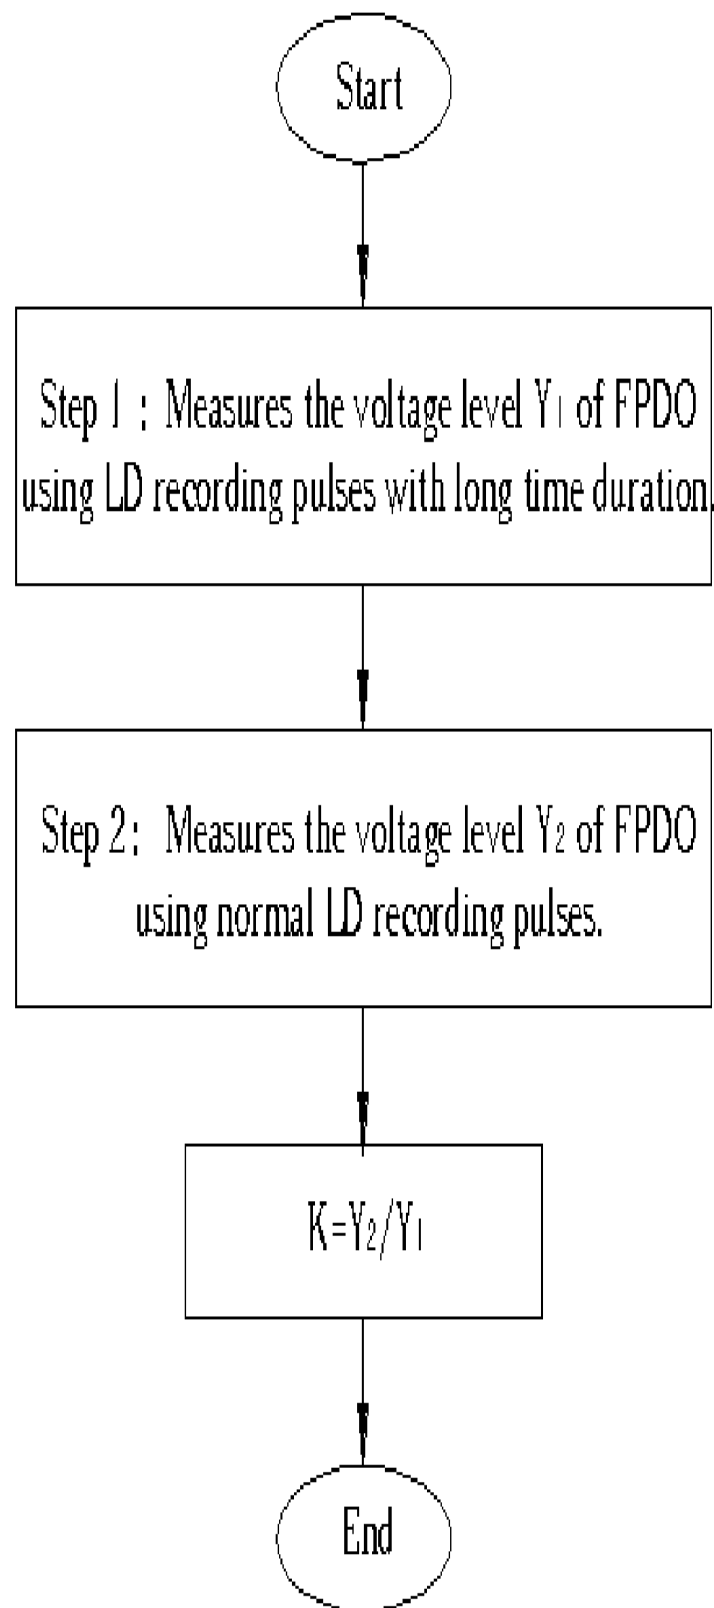 Start
Step 1 : Measures the voltage level Y1 of FPDO
using LD recording pulses with long time duration.
Step 2: Measures the voltage level Y2 of FPDO
using normal LD recording pulses.
K=Y2/Y1
End